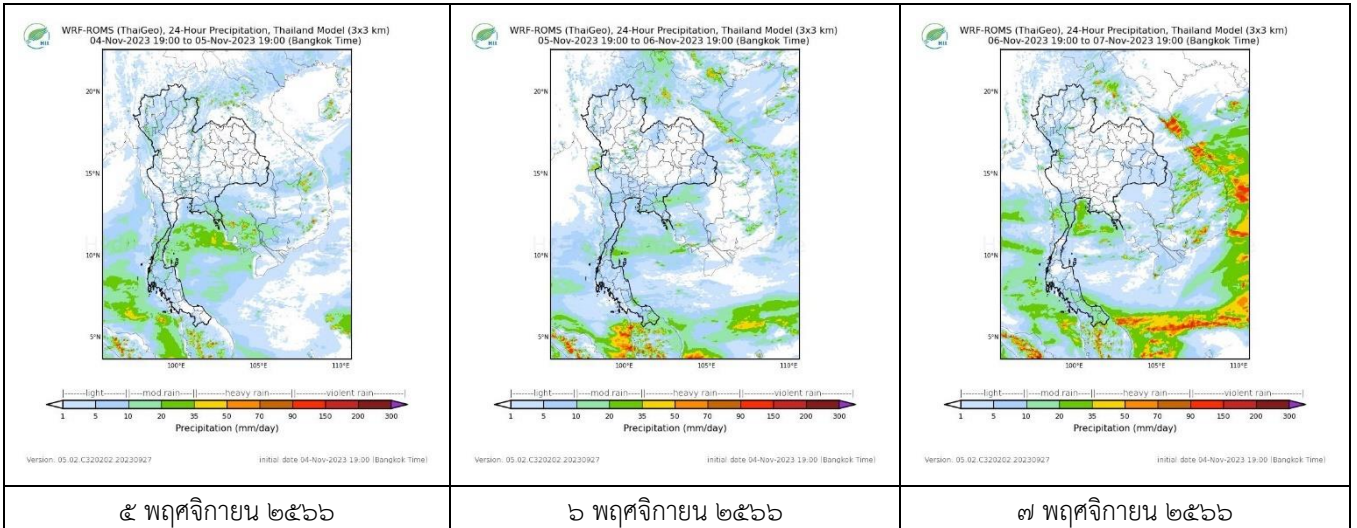 WRF-ROMS (ThaiGeo), 24-Hour Precipitation, Thailand Model (3x3 km)
04-Nov-2023 19:00 to 05-Nov-2023 19:00 (Bangkok Time)
HII
20°N
15°N
10°N
5°N
100°E
105°E
110°E
light mod rain heavy rain violent rain
1 5 10 20 35 50 70 90 150 200 300
Precipitation (mm/day)
Version: 05.02.C320202.20230927
initial date 04-Nov-2023 19:00 (Bangkok Time)
๕ พฤศจิกายน ๒๕๖๖
WRF-ROMS (ThaiGeo), 24-Hour Precipitation, Thailand Model (3x3 km)
05-Nov-2023 19:00 to 06-Nov-2023 19:00 (Bangkok Time)
HII
20°N
15°N
10°N
5°N
100°E
105°E
110°E
light mod rain heavy rain violent rain
1 5 10 20 35 50 70 90 150 200 300
Precipitation (mm/day)
Version: 05.02.C320202.20230927
initial date 04-Nov-2023 19:00 (Bangkok Time)
๖ พฤศจิกายน ๒๕๖๖
WRF-ROMS (ThaiGeo), 24-Hour Precipitation, Thailand Model (3x3 km)
06-Nov-2023 19:00 to 07-Nov-2023 19:00 (Bangkok Time)
HII
20°N
15°N
10°N
5°N
100°E
105°E
110°E
light mod rain heavy rain violent rain
1 5 10 20 35 50 70 90 150 200 300
Precipitation (mm/day)
Version: 05.02.C320202.20230927
initial date 04-Nov-2023 19:00 (Bangkok Time)
๗ พฤศจิกายน ๒๕๖๖